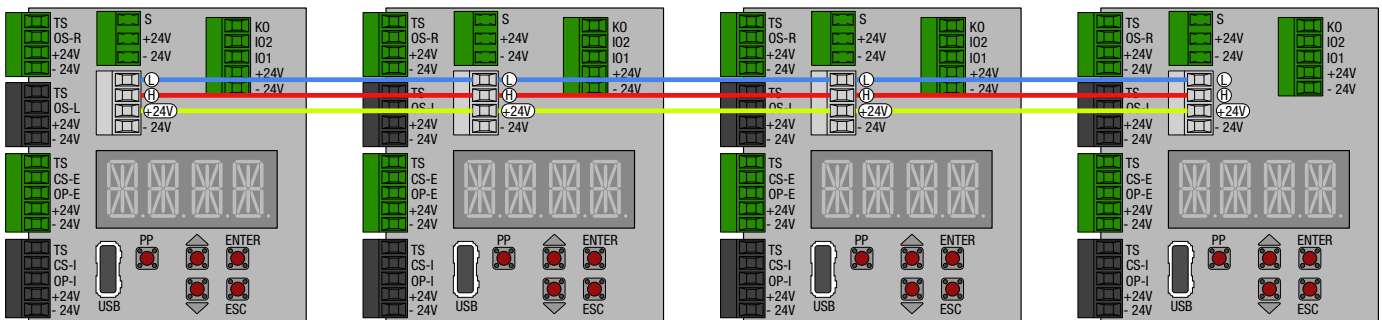 TS
OS-R
+24V
- 24V
S
+24V
- 24V
KO
IO2
IO1
+24V
- 24V
L
H
+24V
- 24V
TS
OS-L
+24V
- 24V
TS
CS-E
OP-E
+24V
- 24V
TS
CS-I
OP-I
+24V
- 24V
PP
ENTER
USB
ESC
TS
OS-R
+24V
- 24V
S
+24V
- 24V
KO
IO2
IO1
+24V
- 24V
L
H
+24V
- 24V
TS
+24V
- 24V
TS
CS-E
OP-E
+24V
- 24V
TS
CS-I
OP-I
+24V
- 24V
PP
ENTER
USB
ESC
TS
OS-R
+24V
- 24V
S
+24V
- 24V
KO
IO2
IO1
+24V
- 24V
L
H
+24V
- 24V
TS
+24V
- 24V
TS
CS-E
OP-E
+24V
- 24V
TS
CS-I
OP-I
+24V
- 24V
PP
ENTER
USB
ESC
TS
OS-R
+24V
- 24V
S
+24V
- 24V
KO
IO2
IO1
+24V
- 24V
L
H
+24V
- 24V
TS
+24V
- 24V
TS
CS-E
OP-E
+24V
- 24V
TS
CS-I
OP-I
+24V
- 24V
PP
ENTER
USB
ESC